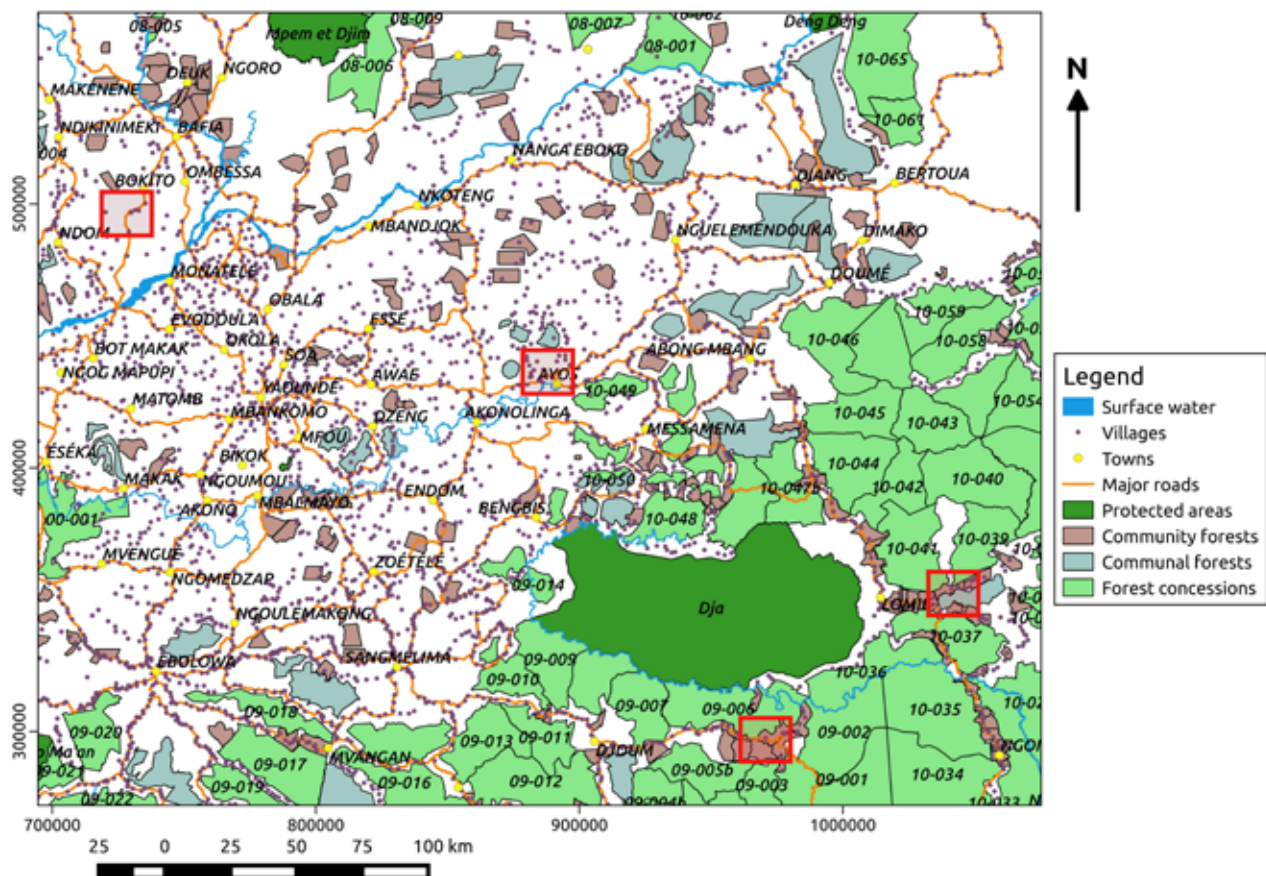 08-005
Mpem et Djim
08-009
08-007
10-062
Deng Deng
08-006
08-001
10-065
DEUK
NGORO
MAKENENE
N
NDIKINIMEKI
BAFIA
10-061
004
NANGA EBOKO
BOKITO
OMBESSA
DIANG
BERTOUA
500000
NKOTENG
MBANDJOK
NGUELEMENDOUKA
DIMAKO
NDOM
MONATELE
DOUMÉ
OBALA
10-059
EVODOULA
ESSE
10-046
10-058
OKOLA
SOA
BOT MAKAK
ABONG MBANG
NGOG MAPUPI
AWAE
AYO
10-049
YAOUNDE
10-054
MATOMB
MBANKOMO
DZENG
AKONOLINGA
10-045
10-043
MFOU
MESSAMENA
ESÉKA
BIKOK
10-044
400000
MAKAK
NGOUMOU
10-050
10-047b
10-042
10-040
MBALMAYO
ENDOM
AKONO
BENGBIS
00-001
10-048
10-041
10-039
MVENGUE
ZOÉTÉLÉ
NGOMEDZAP
09-014
Dja
LOMIE
NGOULEMAKONG
10-037
EBOLOWA
SANGMELIMA
09-009
10-036
09-010
09-018
09-007
09-006
10-035
09-020
09-013
09-011
09-002
300000
Ma'an
MVANGAN
DJOUM
09-021
09-017
09-005b
10-034
09-019
09-016
09-012
09-003
09-001
09-022
10-033
700000
800000
900000
1000000
25 0 25 50 75 100 km
Legend
Surface water
Villages
Towns
Major roads
Protected areas
Community forests
Communal forests
Forest concessions